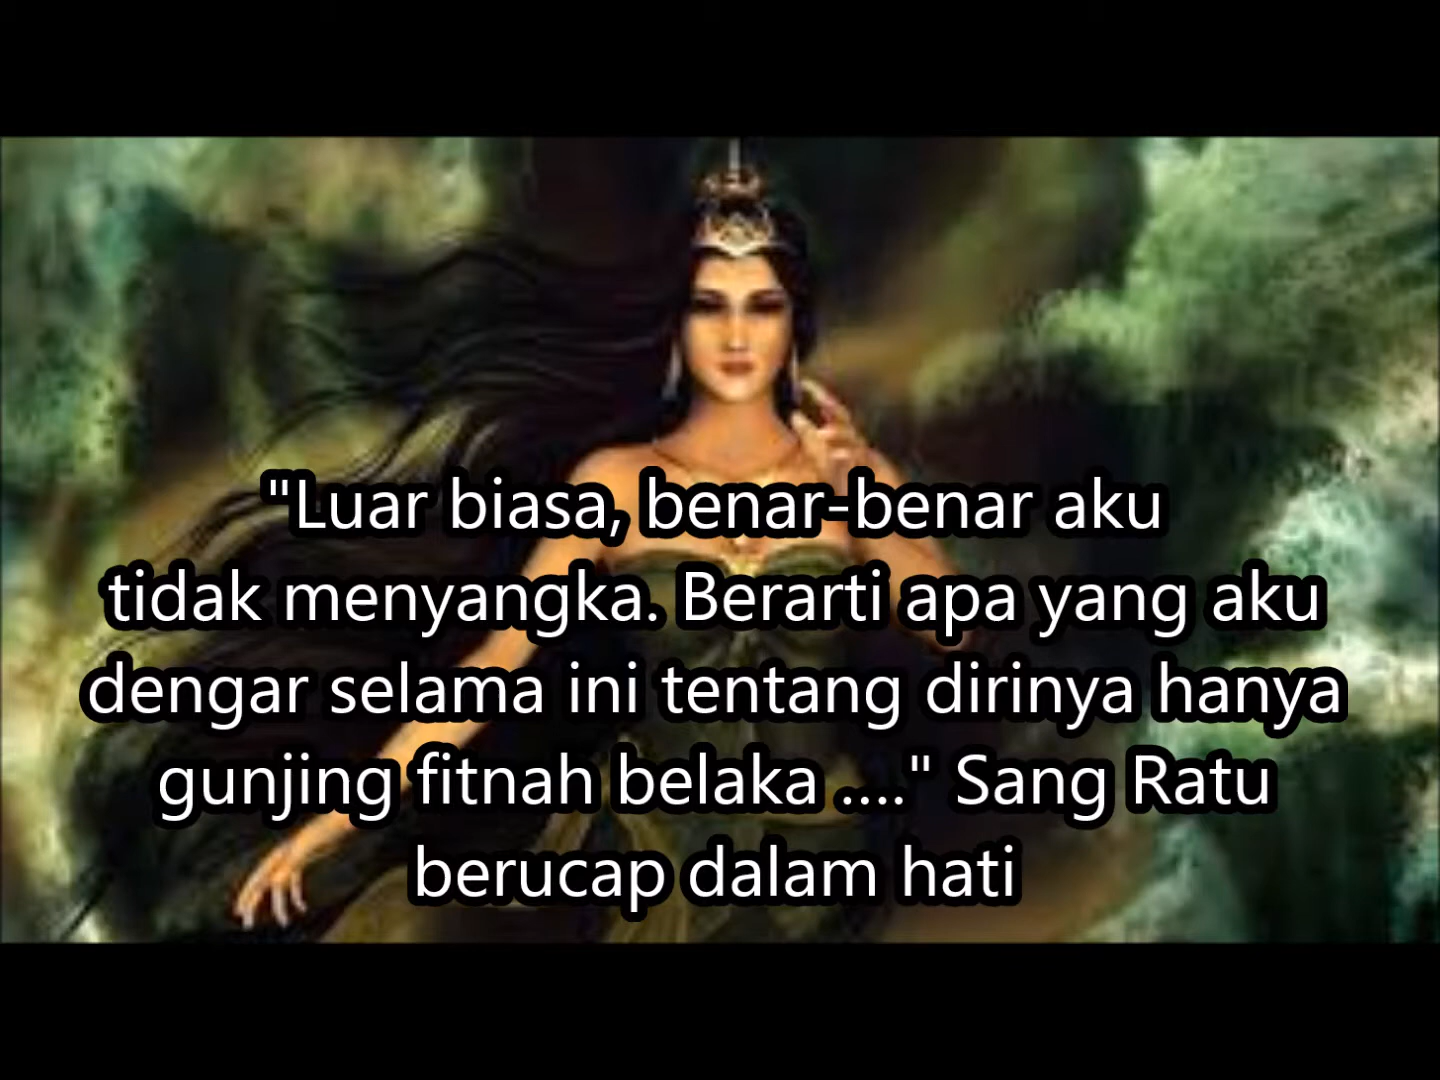 "Luar biasa, benar-benar aku
tidak menyangka. Berarti apa yang aku
dengar selama ini tentang dirinya hanya
gunjing fitnah belaka ...." Sang Ratu
berucap dalam hati